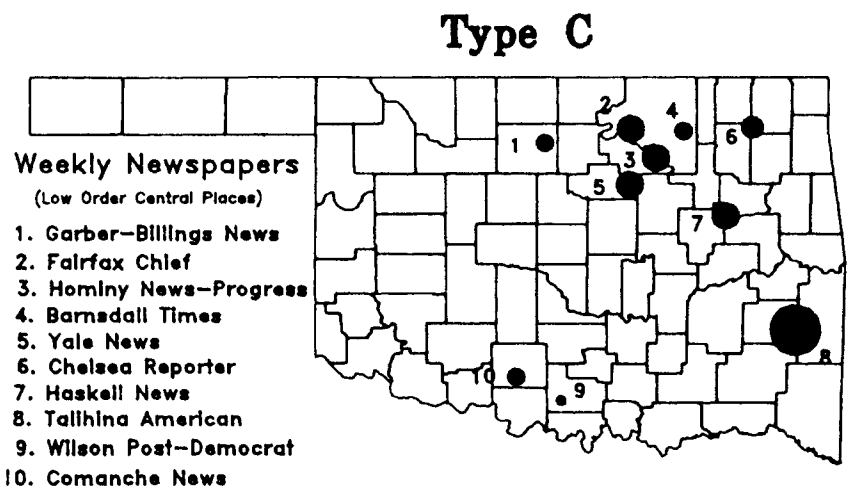 Type C
2
4
1
6
3
5
7
8
10
9
Weekly Newspapers
(Low Order Central Places)
1. Garber-Billings News
2. Fairfax Chief
3. Hominy News-Progress
4. Barnsdall Times
5. Yale News
6. Chelsea Reporter
7. Haskell News
8. Talihina American
9. Wilson Post-Democrat
10. Comanche News